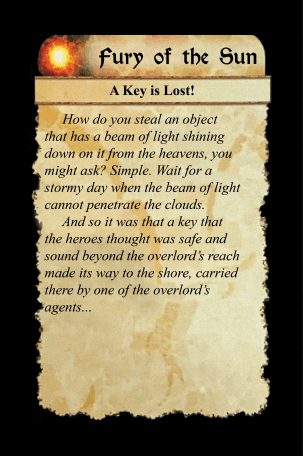 Fury of the Sun
A Key is Lost!
How do you steal an object
that has a beam of light shining
down on it from the heavens, you
might ask? Simple. Wait for a
stormy day when the beam of light
cannot penetrate the clouds.
And so it was that a key that
the heroes thought was safe and
sound beyond the overlord's reach
made its way to the shore, carried
there by one of the overlord's
agents...